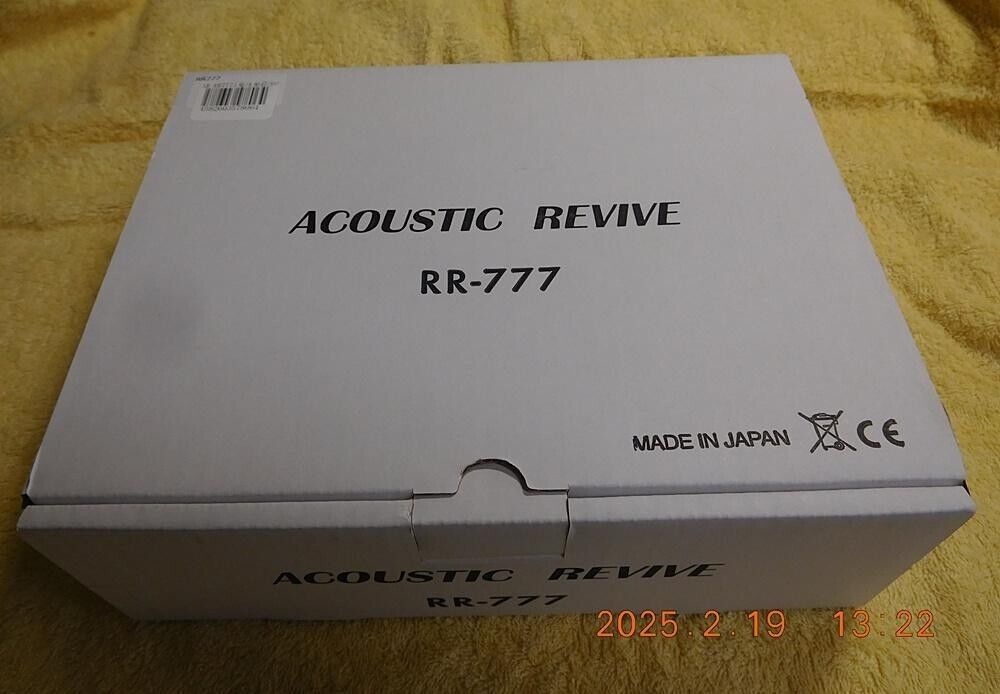 ACOUSTIC REVIVE
RR-777
MADE IN JAPAN CE
ACOUSTIC REVIVE
RR-777
2025.2.19 13:22